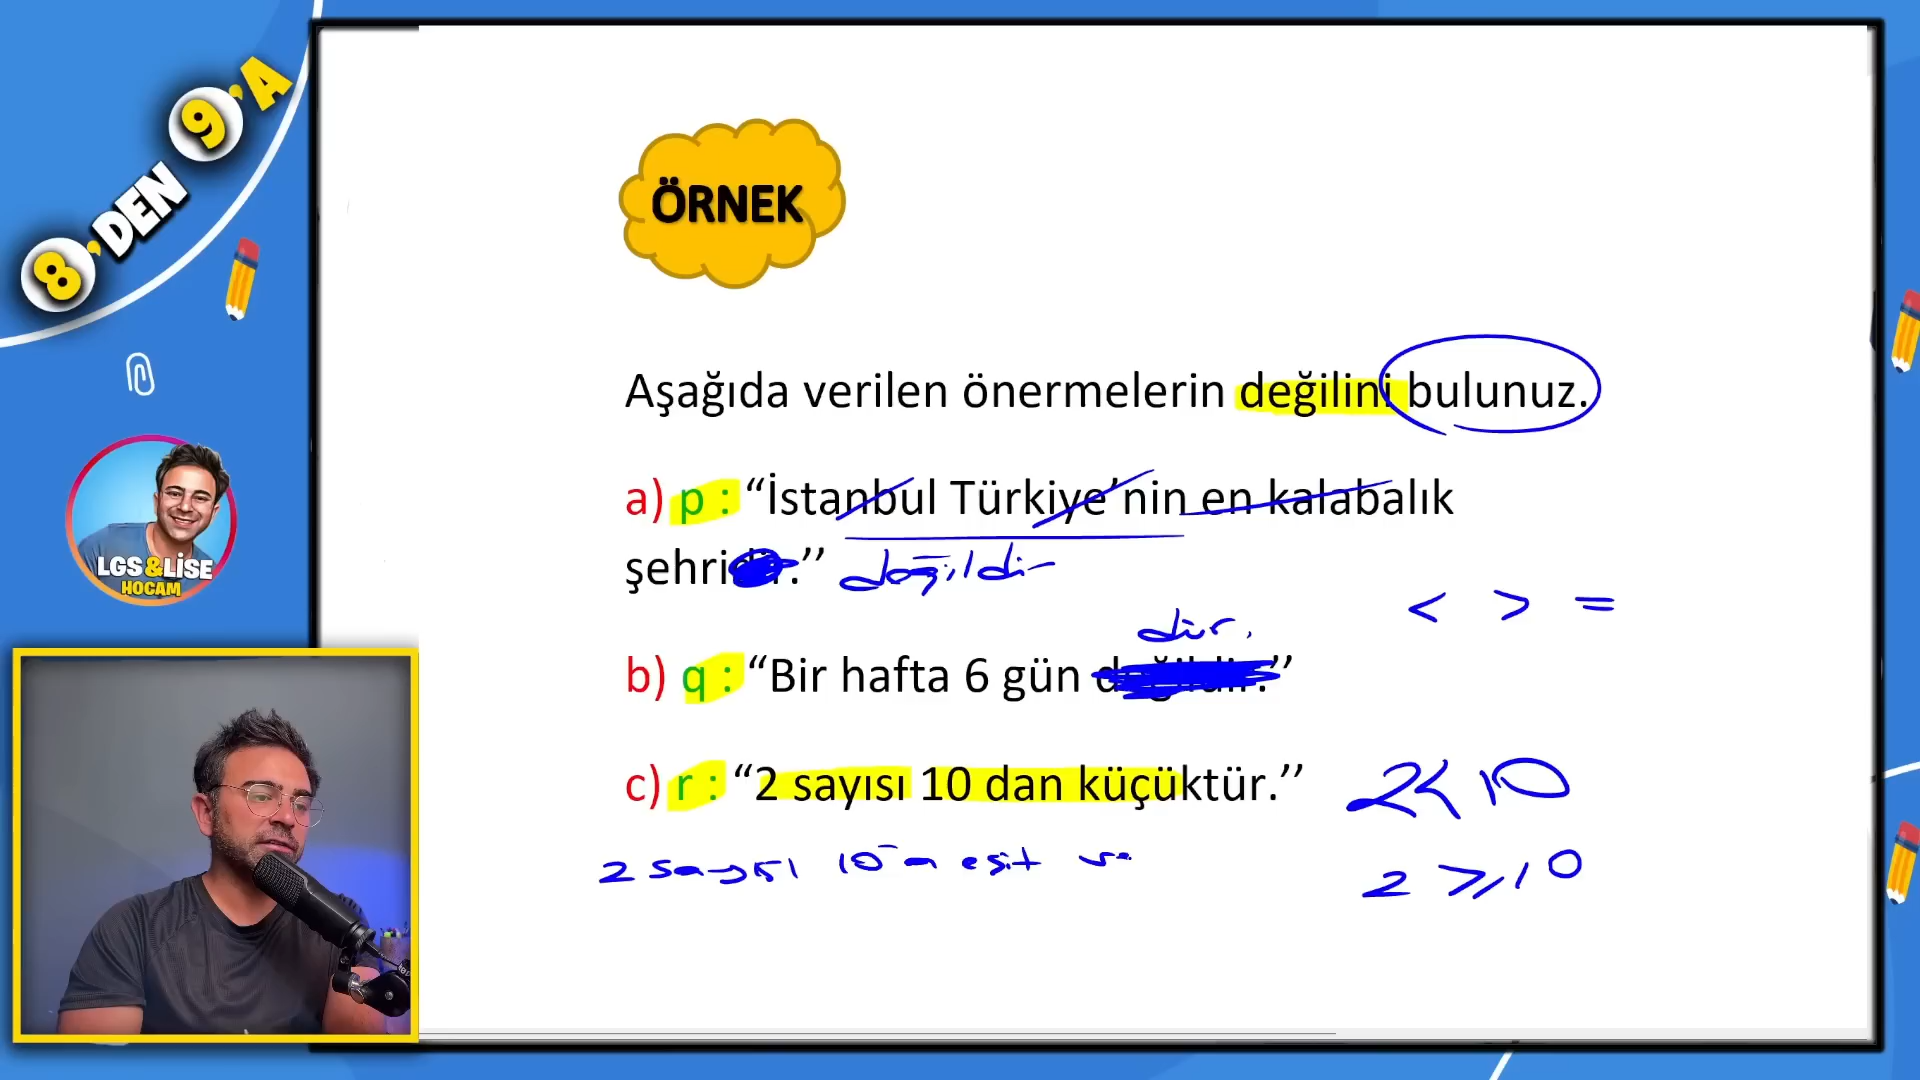 8'DEN 9'A
ÖRNEK
Aşağıda verilen önermelerin değilini bulunuz.
a) p : “İstanbul Türkiye’nin en kalabalık
şehri .’’ değildir
dür.
< > =
b) q : “Bir hafta 6 gün değildir.’’
c) r : “2 sayısı 10 dan küçüktür.’’ 2<10
2 sayısı 10'a eşit ve
2 ≥ 10
LGS&LİSE
HOCAM